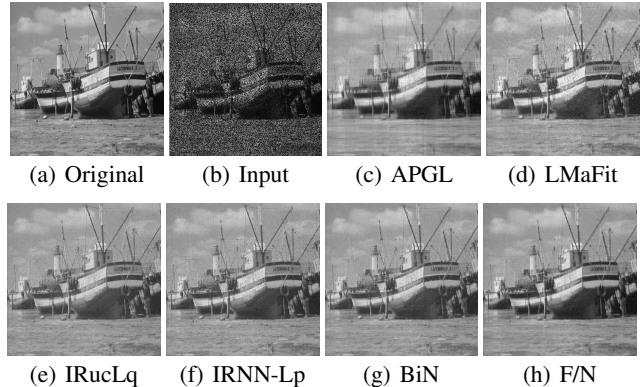 (a) Original
(b) Input
(c) APGL
(d) LMaFit
(e) IRucLq
(f) IRNN-Lp
(g) BiN
(h) F/N